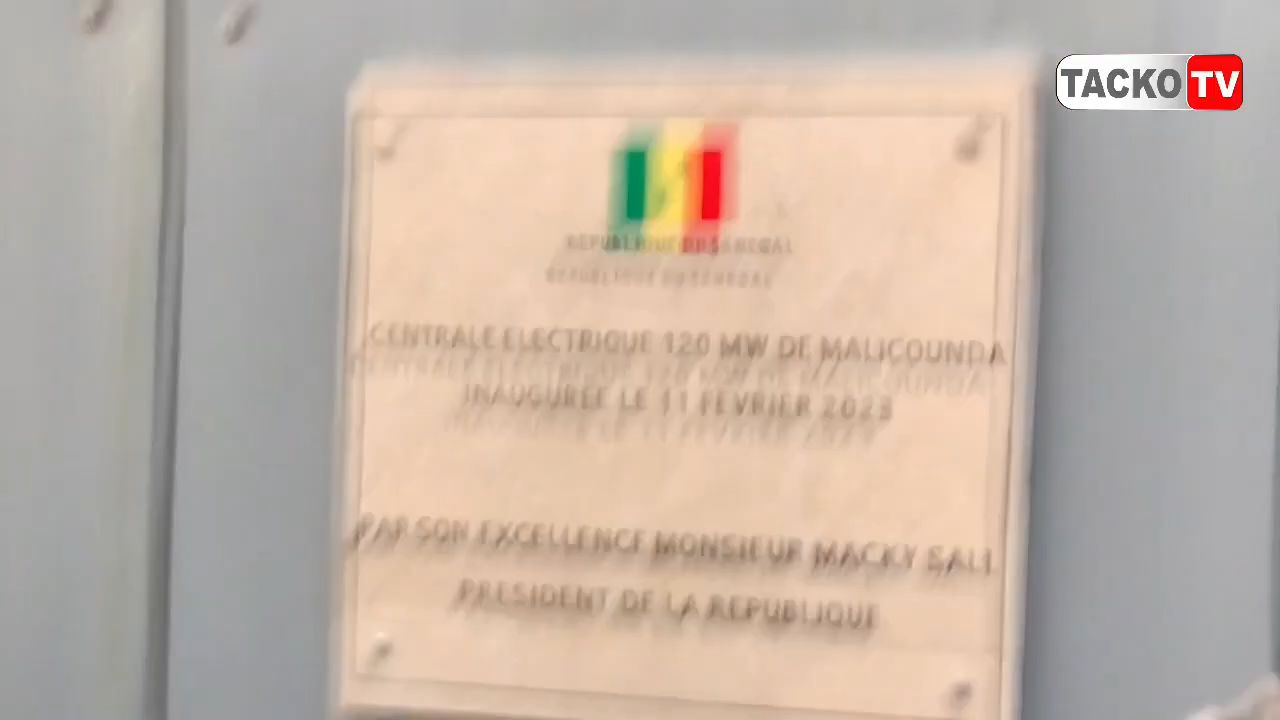 TACKO TV
REPUBLIQUE DU SENEGAL
CENTRALE ELECTRIQUE 120 MW DE MALICOUNDA
INAUGUREE LE 11 FEVRIER 2023
PAR SON EXCELLENCE MONSIEUR MACKY SALL
PRESIDENT DE LA REPUBLIQUE